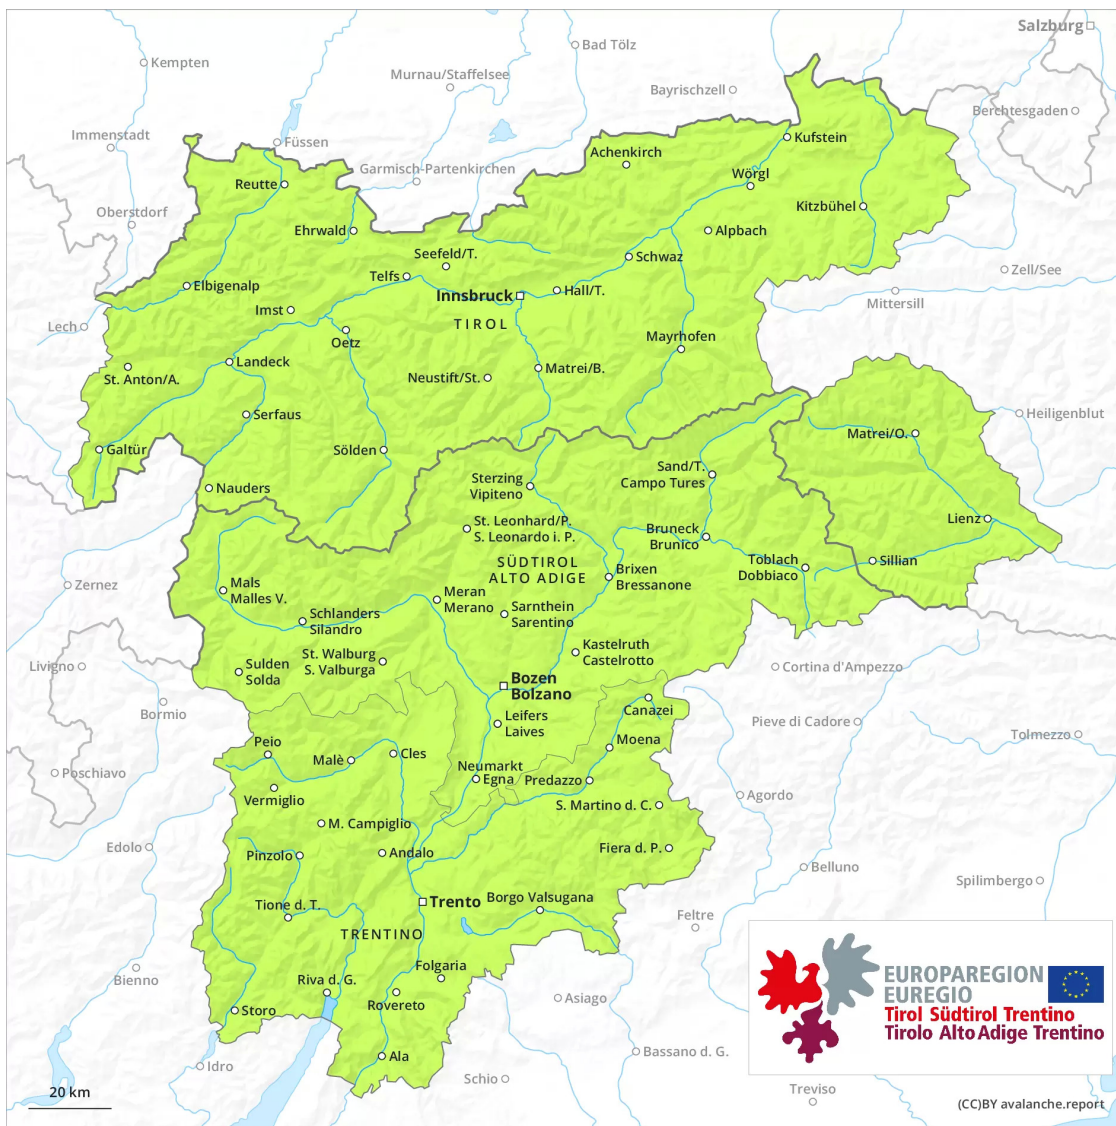 Salzburg
Bad Tölz
Kempten
Murnau/Staffelsee
Bayrischzell
Berchtesgaden
Immenstadt
Füssen
Kufstein
Achenkirch
Garmisch-Partenkirchen
Wörgl
Reutte
Kitzbühel
Oberstdorf
Ehrwald
Alpbach
Seefeld/T.
Schwaz
Zell/See
Telfs
Elbigenalp
Hall/T.
Innsbruck
Mittersill
Imst
TIROL
Lech
Oetz
Mayrhofen
Landeck
Matrei/B.
St. Anton/A.
Neustift/St.
Serfaus
Heiligenblut
Matrei/O.
Galtür
Sölden
Sand/T.
Campo Tures
Sterzing
Vipiteno
Nauders
St. Leonhard/P.
S. Leonardo i. P.
Lienz
Bruneck
Brunico
SÜDTIROL
ALTO ADIGE
Toblach
Dobbiaco
Sillian
Brixen
Bressanone
Zernez
Mals
Malles V.
Meran
Merano
Sarnthein
Sarentino
Schlanders
Silandro
Kastelruth
Castelrotto
St. Walburg
S. Valburga
Livigno
Sulden
Solda
Cortina d'Ampezzo
Bozen
Bolzano
Canazei
Bormio
Leifers
Laives
Pieve di Cadore
Tolmezzo
Moena
Peio
Cles
Malè
Neumarkt
Egna
Predazzo
Poschiavo
Vermiglio
Agordo
S. Martino d. C.
M. Campiglio
Edolo
Fiera d. P.
Pinzolo
Andalo
Belluno
Spilimbergo
Borgo Valsugana
Trento
Tione d. T.
Feltre
TRENTINO
Folgaria
Bienno
Riva d. G.
Rovereto
Asiago
Storo
EUROPAREGION
EUREGIO
Tirol Südtirol Trentino
Tirolo Alto Adige Trentino
Ala
Bassano d. G.
Idro
Schio
Treviso
20 km
(CC)BY avalanche.report